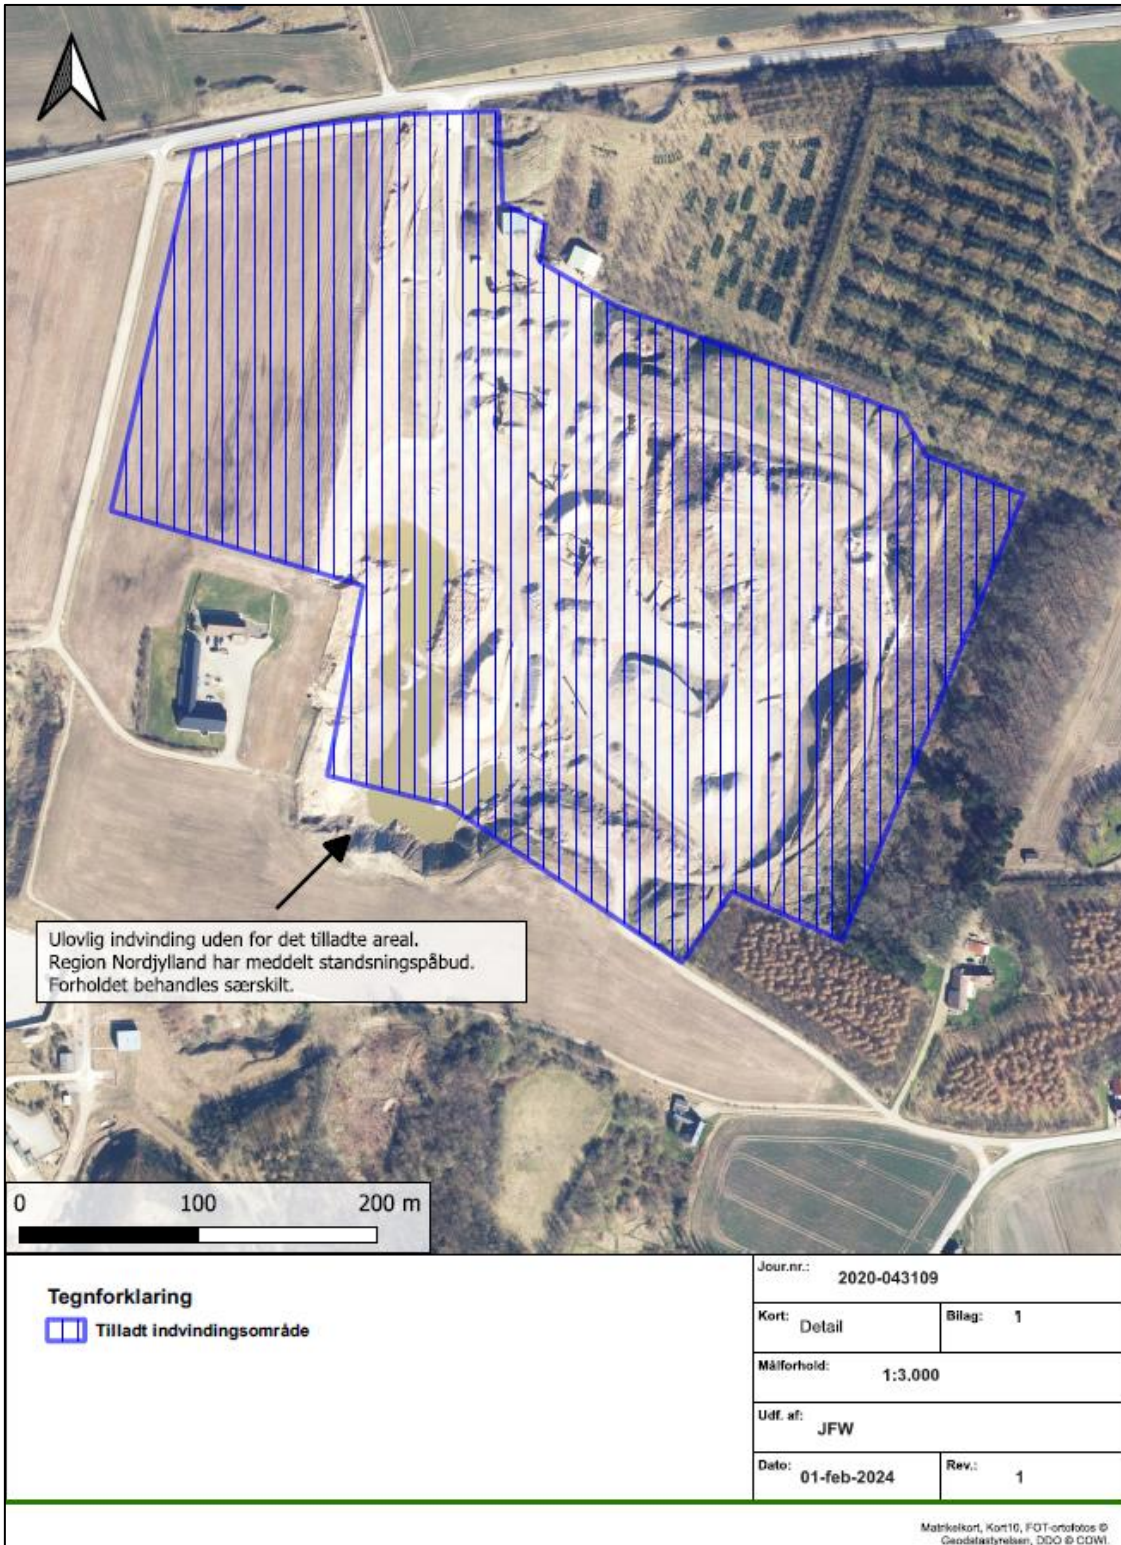 Ulovlig indvinding uden for det tilladte areal.
Region Nordjylland har meddelt standsningspåbud.
Forholdet behandles særskilt.
0 100 200 m
Tegnforklaring
Tilladt indvindingsområde
Jour.nr.: 2020-043109
Kort: Detail
Bilag: 1
Målforhold: 1:3.000
Udf. af: JFW
Dato: 01-feb-2024
Rev.: 1
Matrikelkort, Kort10, FOT-ortofotos ©
Geodatastyrelsen, DDO © COWI.